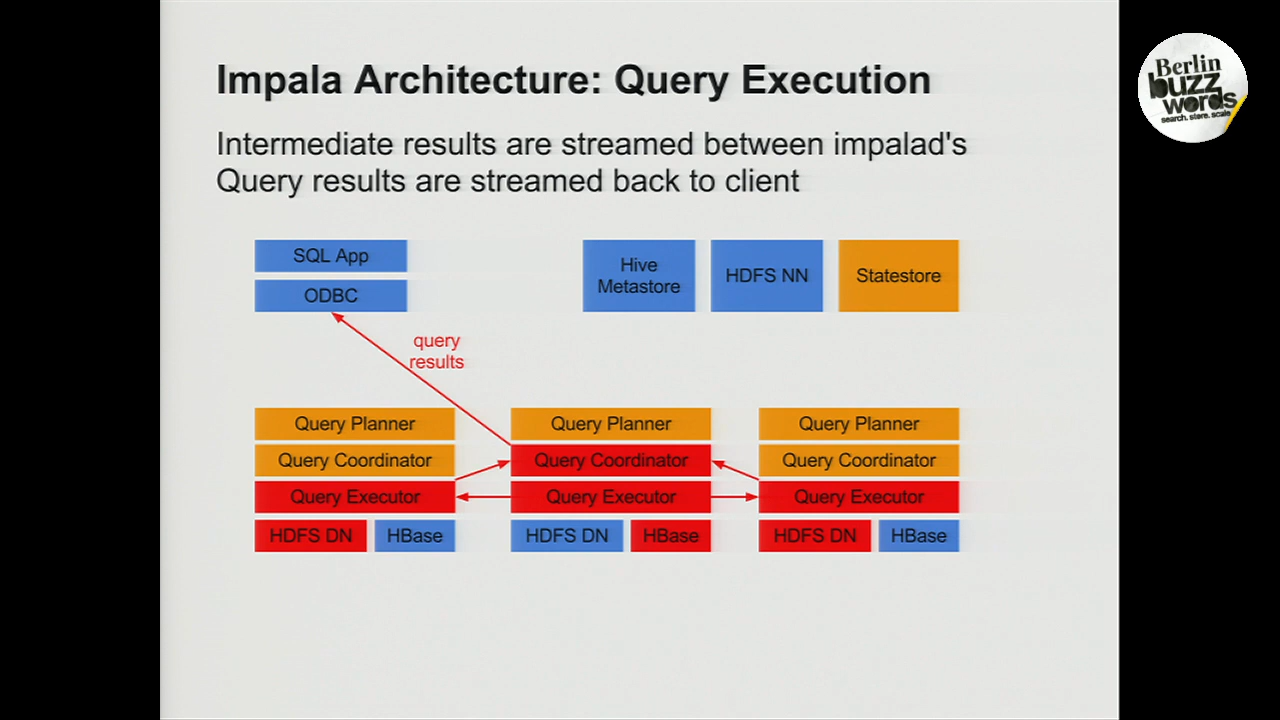 Impala Architecture: Query Execution
Intermediate results are streamed between impalad's
Query results are streamed back to client
SQL App
ODBC
Hive
Metastore
HDFS NN
Statestore
query
results
Query Planner
Query Coordinator
Query Executor
HDFS DN
HBase
Query Planner
Query Coordinator
Query Executor
HDFS DN
HBase
Query Planner
Query Coordinator
Query Executor
HDFS DN
HBase
Berlin
buzz
words
search. store. scale